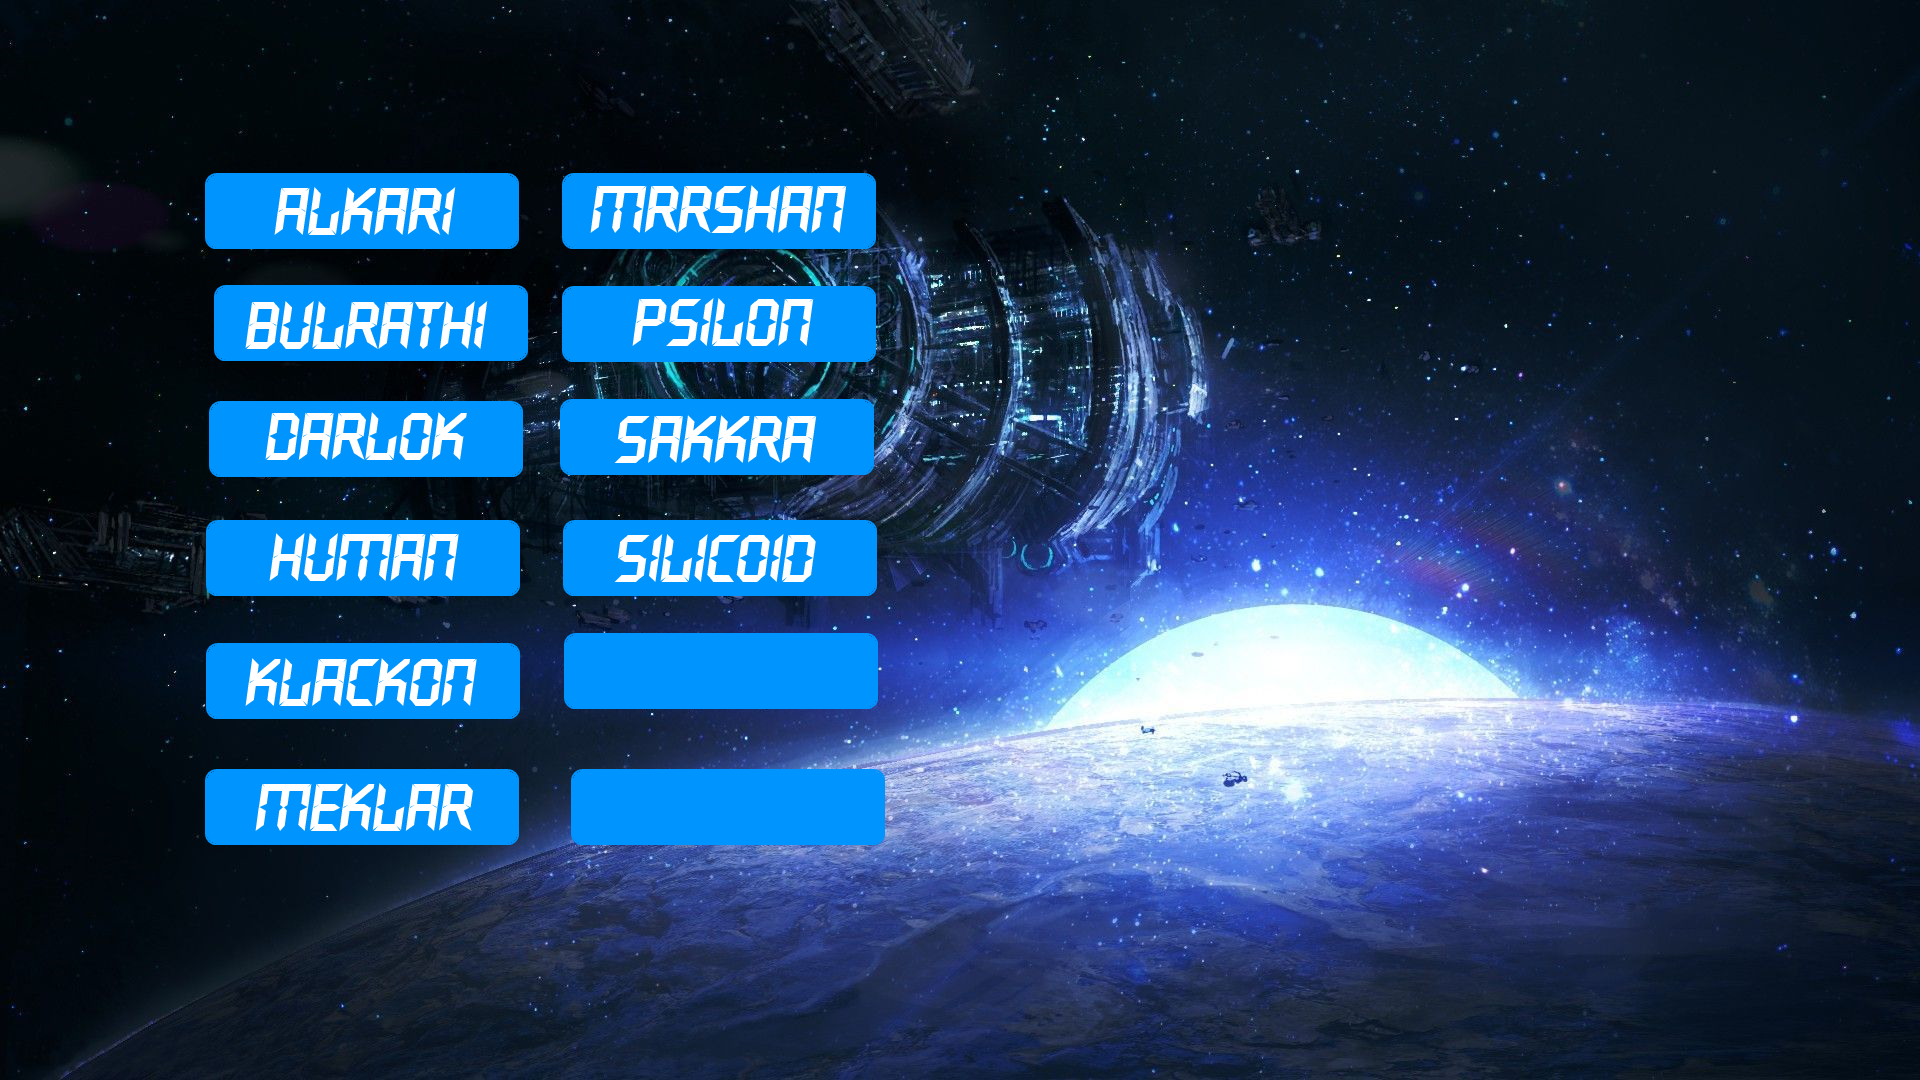 ALKARI
BULRATHI
DARLOK
HUMAN
KLACKON
MEKLAR
MRRSHAN
PSILON
SAKKRA
SILICOID